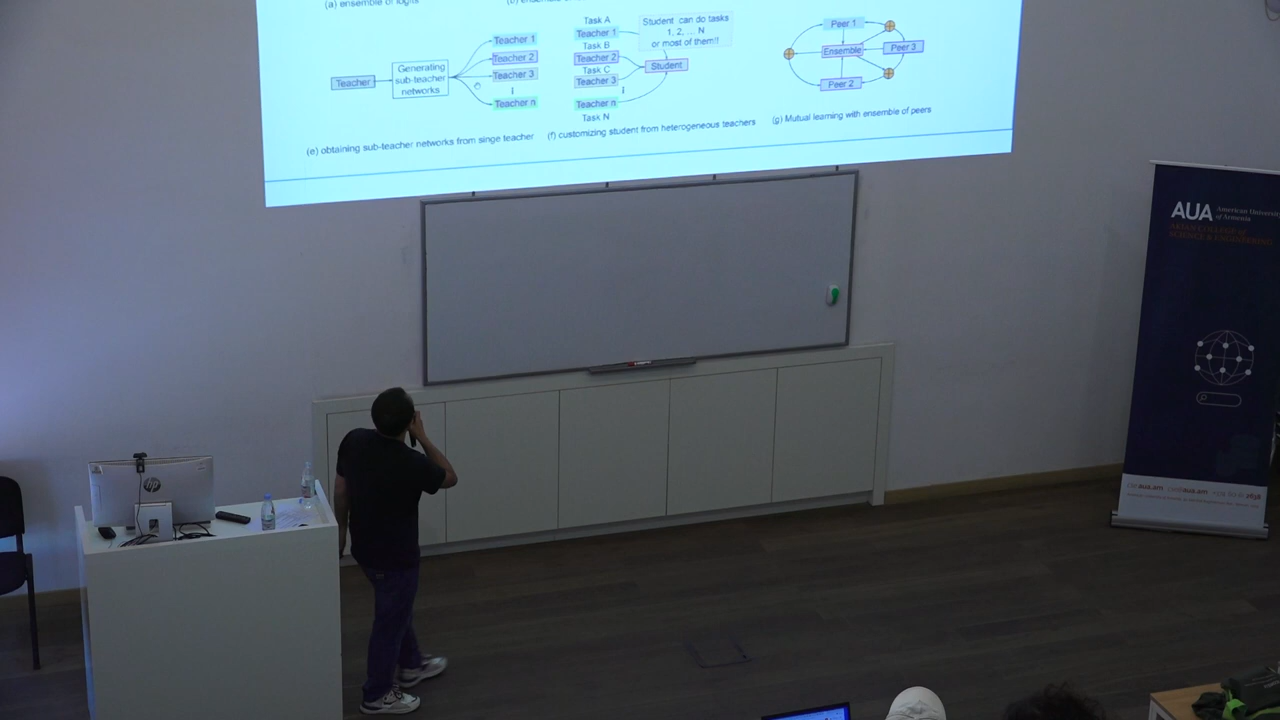 (a) ensemble of logits
Teacher
Generating
sub-teacher
networks
Teacher 1
Teacher 2
Teacher 3
Teacher n
(e) obtaining sub-teacher networks from singe teacher
Task A
Teacher 1
Task B
Teacher 2
Task C
Teacher 3
Teacher n
Task N
Student can do tasks
1, 2, ... N
or most of them!!
Student
(f) customizing student from heterogeneous teachers
Peer 1
Ensemble
Peer 3
Peer 2
(g) Mutual learning with ensemble of peers
AUA American University
of Armenia
SCIENCE & ENGINEERING
hp